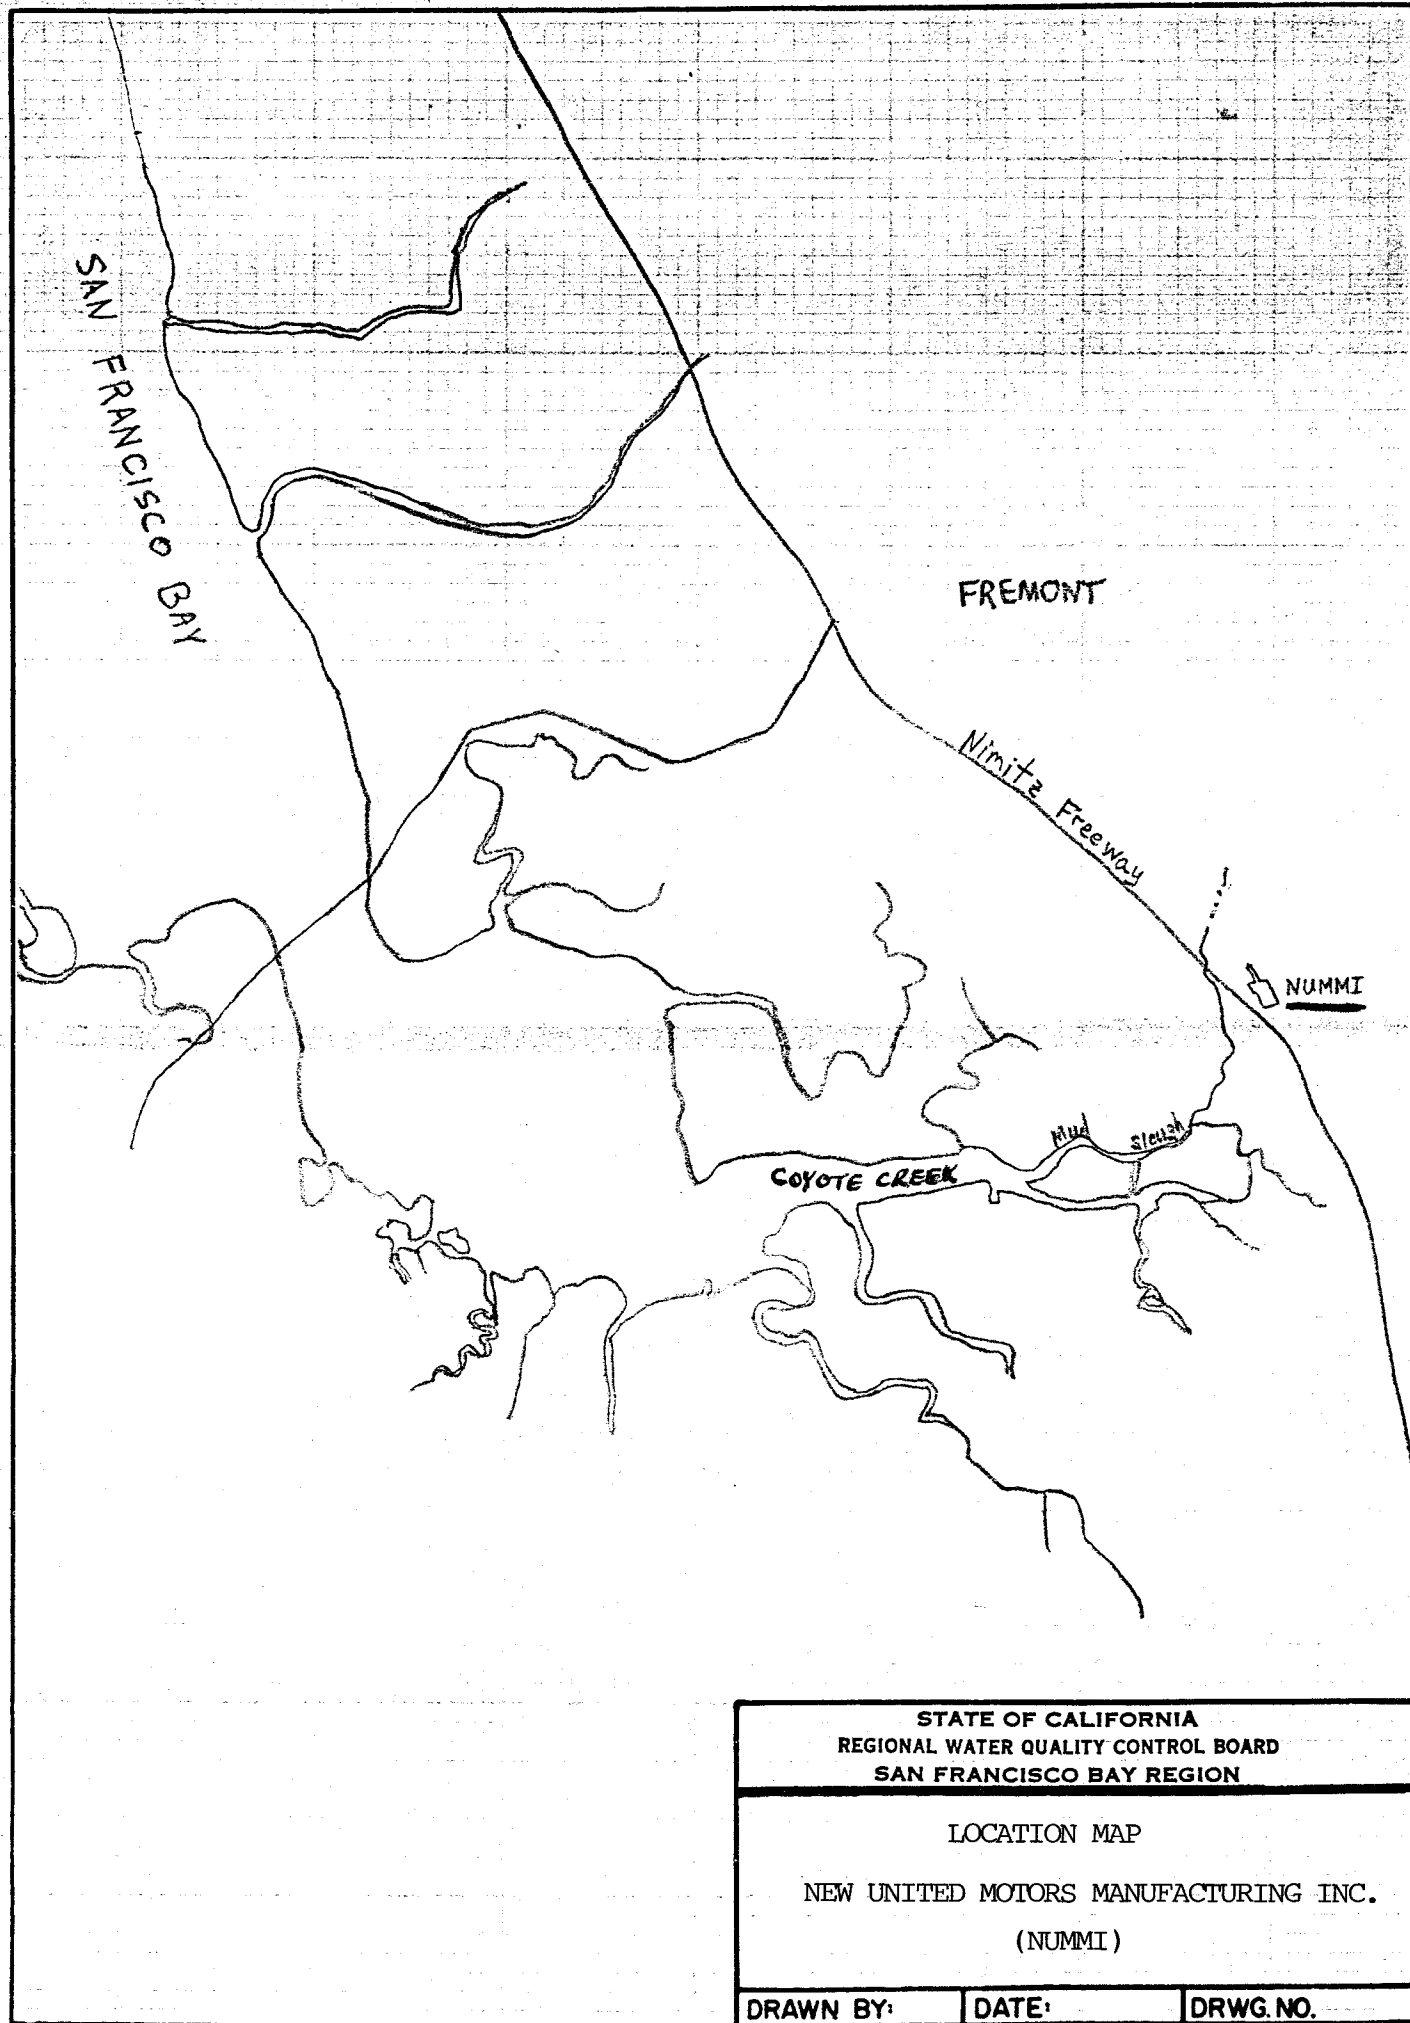 SAN FRANCISCO BAY
FREMONT
Nimitz Freeway
NUMMI
Mud Slough
COYOTE CREEK
STATE OF CALIFORNIA
REGIONAL WATER QUALITY CONTROL BOARD
SAN FRANCISCO BAY REGION
LOCATION MAP
NEW UNITED MOTORS MANUFACTURING INC.
(NUMMI)
DRAWN BY: DATE: DRWG. NO.